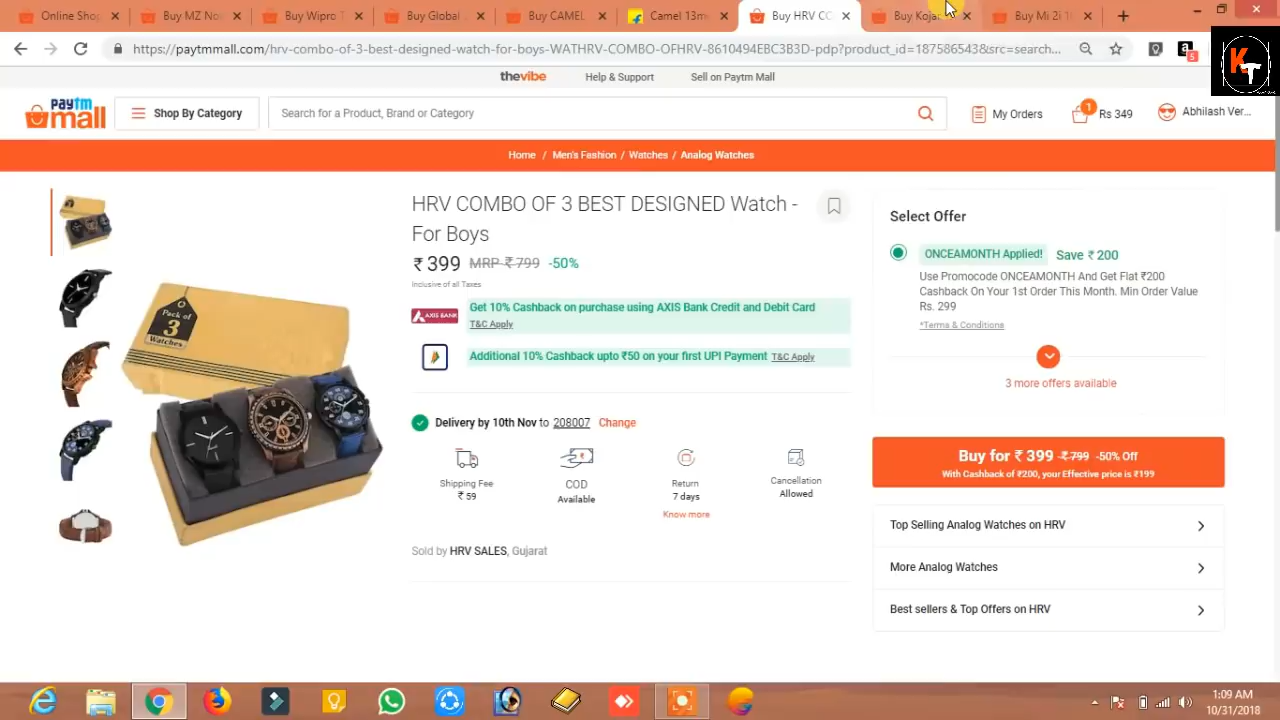 Online Shop
Buy MZ No
Buy Wipro T
Buy Global
Buy CAMEL
Camel 13m
Buy HRV CO
Buy Koja
Buy Mi 2i 1
https://paytmmall.com/hrv-combo-of-3-best-designed-watch-for-boys-WATHRV-COMBO-OFHRV-8610494EBC3B3D-pdp?product_id=187586543&src=search...
5
KT
thevibe
Help & Support
Sell on Paytm Mall
paytm
mall
Shop By Category
Search for a Product, Brand or Category
My Orders
1
Rs 349
Abhilash Ver...
Home / Men's Fashion / Watches / Analog Watches
HRV COMBO OF 3 BEST DESIGNED Watch -
For Boys
₹ 399 MRP ₹ 799 -50%
Inclusive of all Taxes
AXIS BANK
Get 10% Cashback on purchase using AXIS Bank Credit and Debit Card
T&C Apply
Additional 10% Cashback upto ₹50 on your first UPI Payment T&C Apply
Pack of
3
Watches
Delivery by 10th Nov to 208007 Change
Shipping Fee
₹ 59
COD
Available
Return
7 days
Know more
Cancellation
Allowed
Sold by HRV SALES, Gujarat
Select Offer
ONCEAMONTH Applied! Save ₹ 200
Use Promocode ONCEAMONTH And Get Flat ₹200
Cashback On Your 1st Order This Month. Min Order Value
Rs. 299
*Terms & Conditions
3 more offers available
Buy for ₹ 399 ₹ 799 -50% Off
With Cashback of ₹200, your Effective price is ₹199
Top Selling Analog Watches on HRV
More Analog Watches
Best sellers & Top Offers on HRV
1:09 AM
10/31/2018